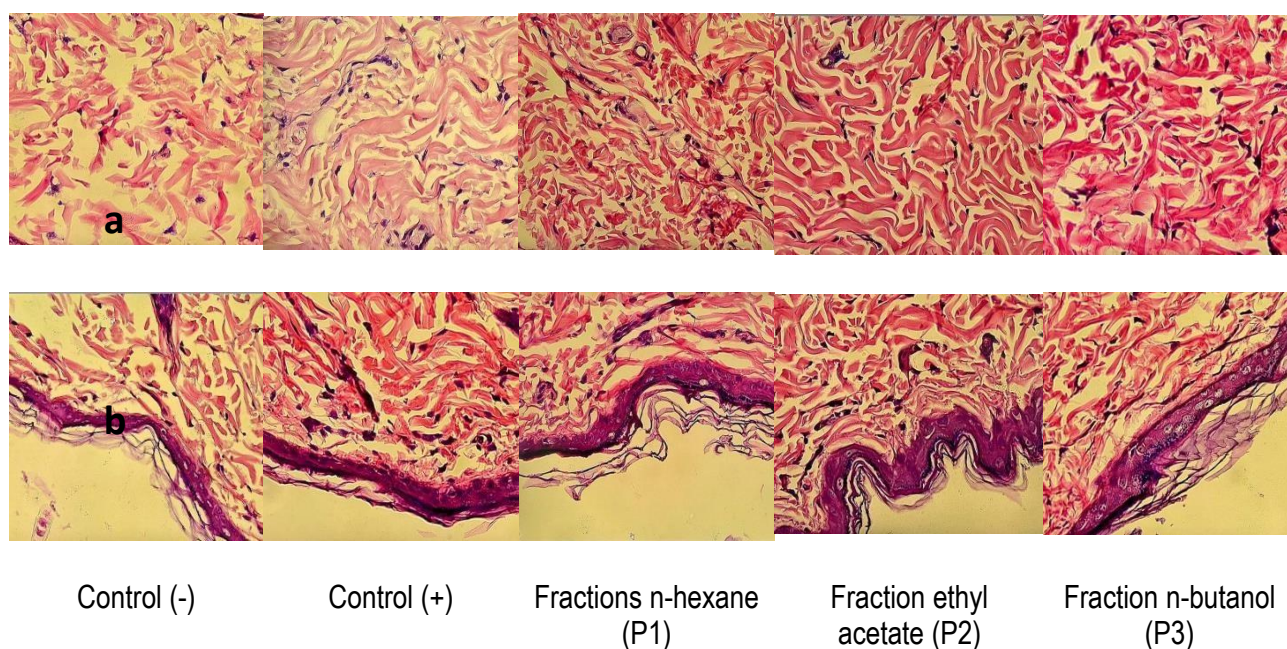 a
b
Control (-)
Control (+)
Fractions n-hexane
(P1)
Fraction ethyl
acetate (P2)
Fraction n-butanol
(P3)